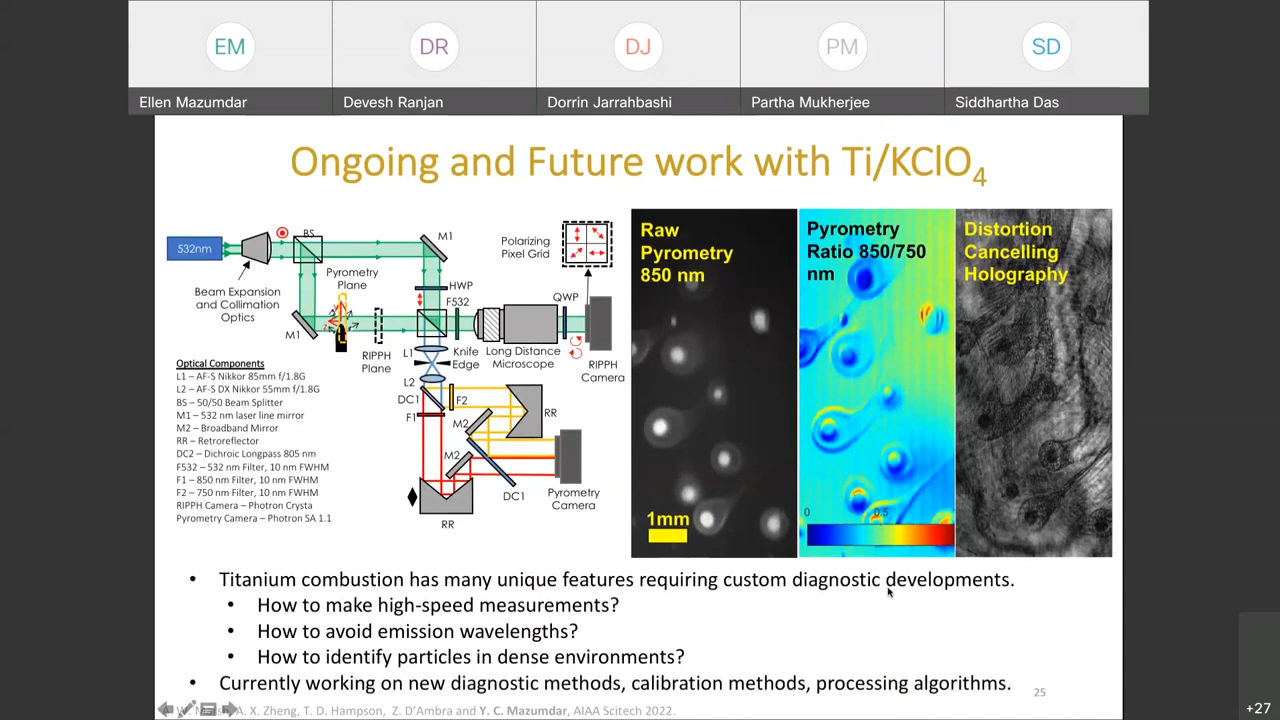 EM
DR
DJ
PM
SD
Ellen Mazumdar
Devesh Ranjan
Dorrin Jarrahbashi
Partha Mukherjee
Siddhartha Das
Ongoing and Future work with Ti/KClO4
532nm
BS
M1
Polarizing
Pixel Grid
Pyrometry
Plane
Beam Expansion
and Collimation
Optics
HWP
F532
QWP
M1
RIPPH
Plane
L1
Knife
Edge
Long Distance
Microscope
RIPPH
Camera
L2
DC1
F2
F1
RR
M2
M2
DC1
Pyrometry
Camera
RR
Optical Components
L1 – AF-S Nikkor 85mm f/1.8G
L2 – AF-S DX Nikkor 55mm f/1.8G
BS – 50/50 Beam Splitter
M1 – 532 nm laser line mirror
M2 – Broadband Mirror
RR – Retroreflector
DC2 – Dichroic Longpass 805 nm
F532 – 532 nm Filter, 10 nm FWHM
F1 – 850 nm Filter, 10 nm FWHM
F2 – 750 nm Filter, 10 nm FWHM
RIPPH Camera – Photron Crysta
Pyrometry Camera – Photron SA 1.1
Raw
Pyrometry
850 nm
1mm
Pyrometry
Ratio 850/750
nm
0 0.5
Distortion
Cancelling
Holography
• Titanium combustion has many unique features requiring custom diagnostic developments.
• How to make high-speed measurements?
• How to avoid emission wavelengths?
• How to identify particles in dense environments?
• Currently working on new diagnostic methods, calibration methods, processing algorithms.
25
A. X. Zheng, T. D. Hampson, Z. D'Ambra and Y. C. Mazumdar, AIAA Scitech 2022.
+27